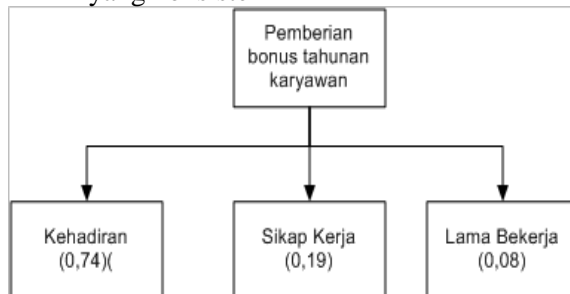 Pemberian
bonus tahunan
karyawan
Kehadiran
(0,74)(
Sikap Kerja
(0,19)
Lama Bekerja
(0,08)